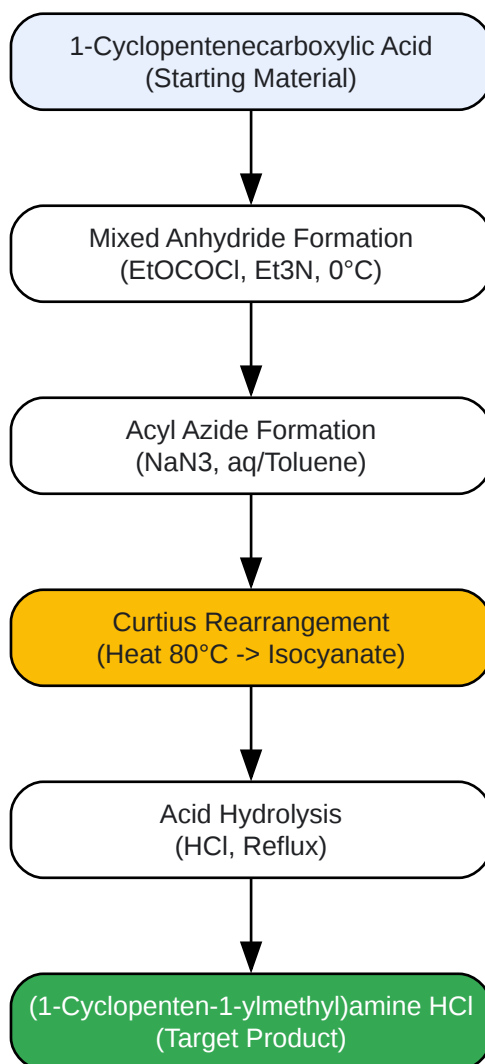 1-Cyclopentenecarboxylic Acid
(Starting Material)
Mixed Anhydride Formation
(EtOCOCl, Et3N, 0°C)
Acyl Azide Formation
(NaN3, aq/Toluene)
Curtius Rearrangement
(Heat 80°C -> Isocyanate)
Acid Hydrolysis
(HCl, Reflux)
(1-Cyclopenten-1-ylmethyl)amine HCl
(Target Product)